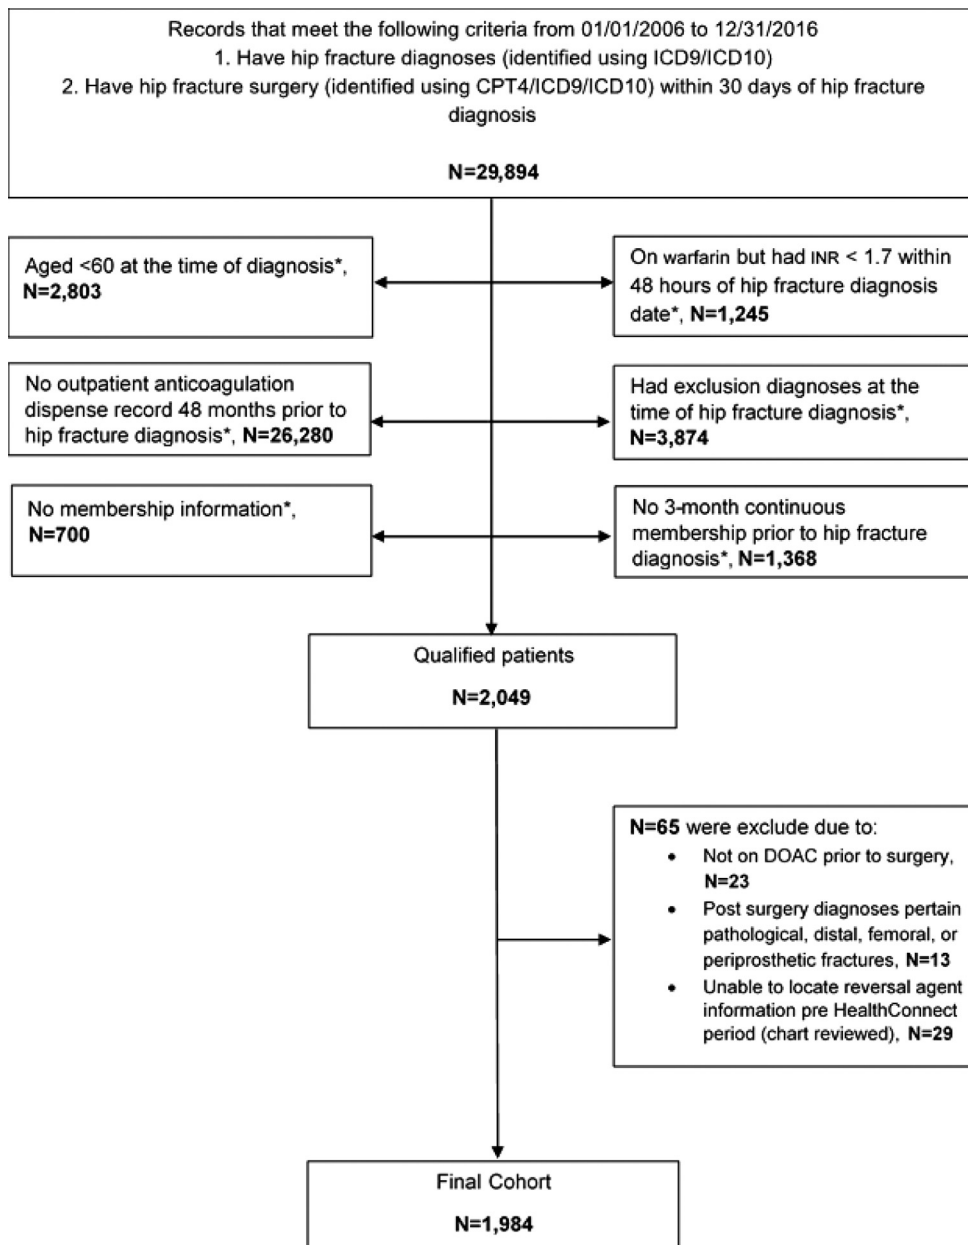 Records that meet the following criteria from 01/01/2006 to 12/31/2016
1. Have hip fracture diagnoses (identified using ICD9/ICD10)
2. Have hip fracture surgery (identified using CPT4/ICD9/ICD10) within 30 days of hip fracture
diagnosis
N=29,894
Aged <60 at the time of diagnosis*,
N=2,803
On warfarin but had INR < 1.7 within
48 hours of hip fracture diagnosis
date*, N=1,245
No outpatient anticoagulation
dispense record 48 months prior to
hip fracture diagnosis*, N=26,280
Had exclusion diagnoses at the
time of hip fracture diagnosis*,
N=3,874
No membership information*,
N=700
No 3-month continuous
membership prior to hip fracture
diagnosis*, N=1,368
Qualified patients
N=2,049
N=65 were exclude due to:
• Not on DOAC prior to surgery,
N=23
• Post surgery diagnoses pertain
pathological, distal, femoral, or
periprosthetic fractures, N=13
• Unable to locate reversal agent
information pre HealthConnect
period (chart reviewed), N=29
Final Cohort
N=1,984